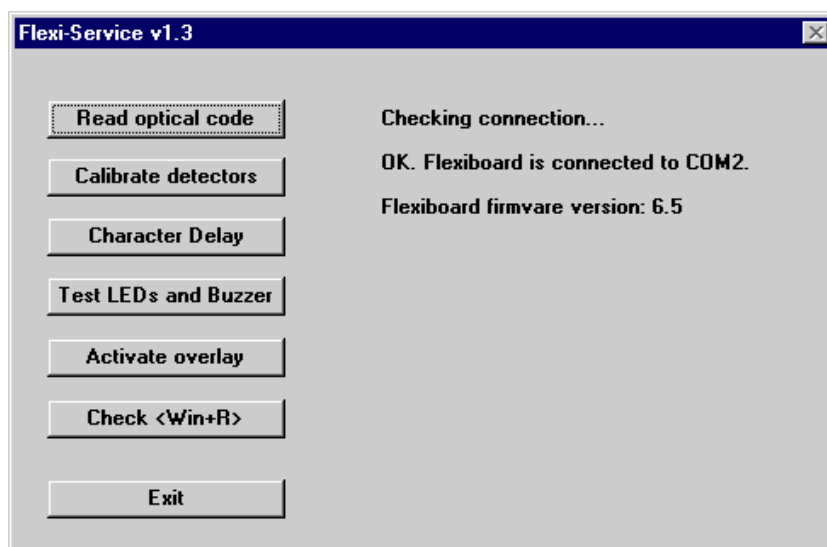 Flexi-Service v1.3
Read optical code
Calibrate detectors
Character Delay
Test LEDs and Buzzer
Activate overlay
Check <Win+R>
Exit
Checking connection...
OK. Flexiboard is connected to COM2.
Flexiboard firmvare version: 6.5